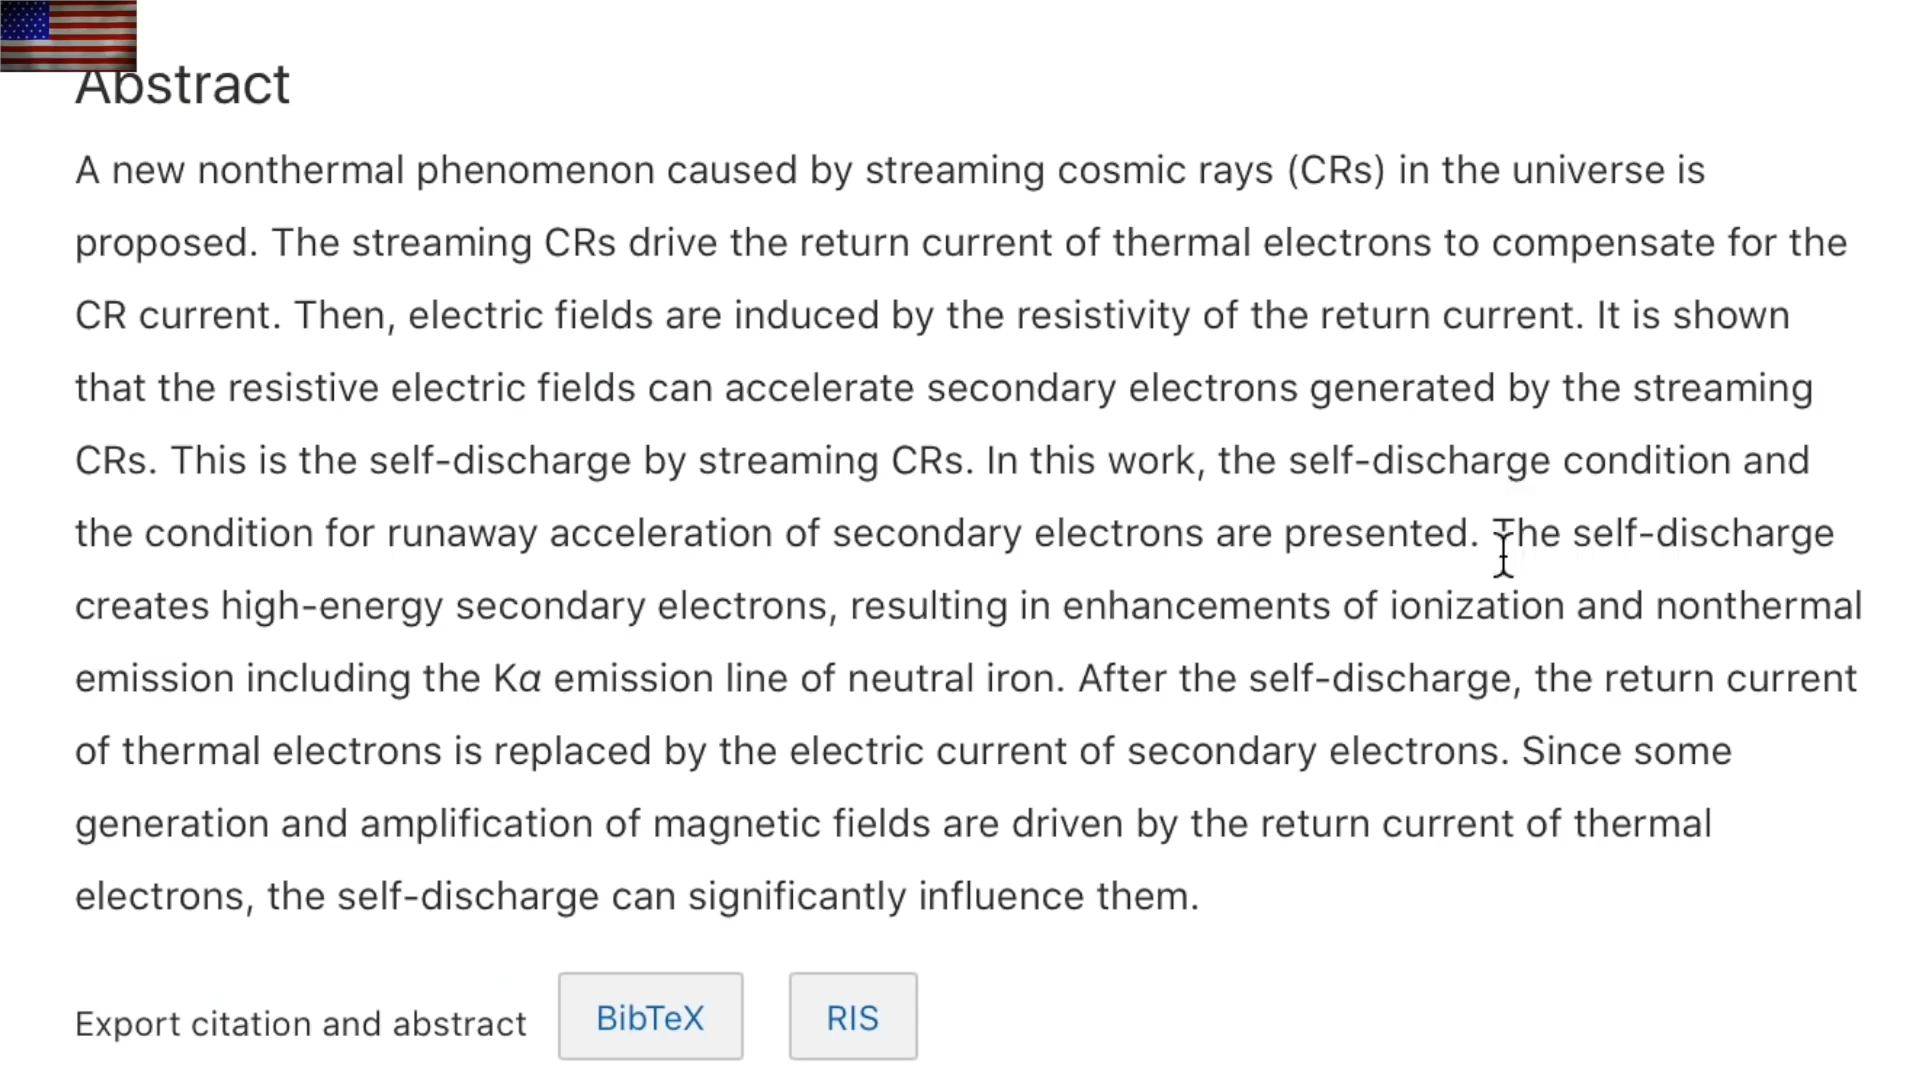 Abstract
A new nonthermal phenomenon caused by streaming cosmic rays (CRs) in the universe is
proposed. The streaming CRs drive the return current of thermal electrons to compensate for the
CR current. Then, electric fields are induced by the resistivity of the return current. It is shown
that the resistive electric fields can accelerate secondary electrons generated by the streaming
CRs. This is the self-discharge by streaming CRs. In this work, the self-discharge condition and
the condition for runaway acceleration of secondary electrons are presented. The self-discharge
creates high-energy secondary electrons, resulting in enhancements of ionization and nonthermal
emission including the Kα emission line of neutral iron. After the self-discharge, the return current
of thermal electrons is replaced by the electric current of secondary electrons. Since some
generation and amplification of magnetic fields are driven by the return current of thermal
electrons, the self-discharge can significantly influence them.
Export citation and abstract BibTeX RIS